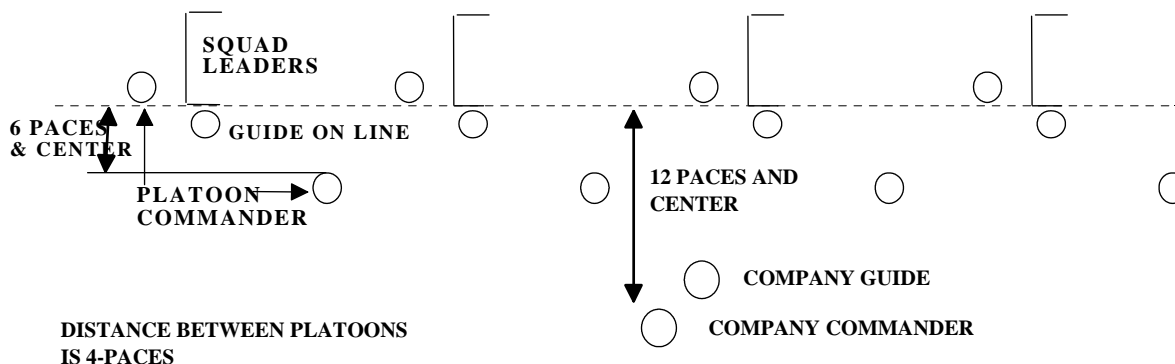 SQUAD
LEADERS
6 PACES
& CENTER
GUIDE ON LINE
PLATOON
COMMANDER
12 PACES AND
CENTER
COMPANY GUIDE
COMPANY COMMANDER
DISTANCE BETWEEN PLATOONS
IS 4-PACES